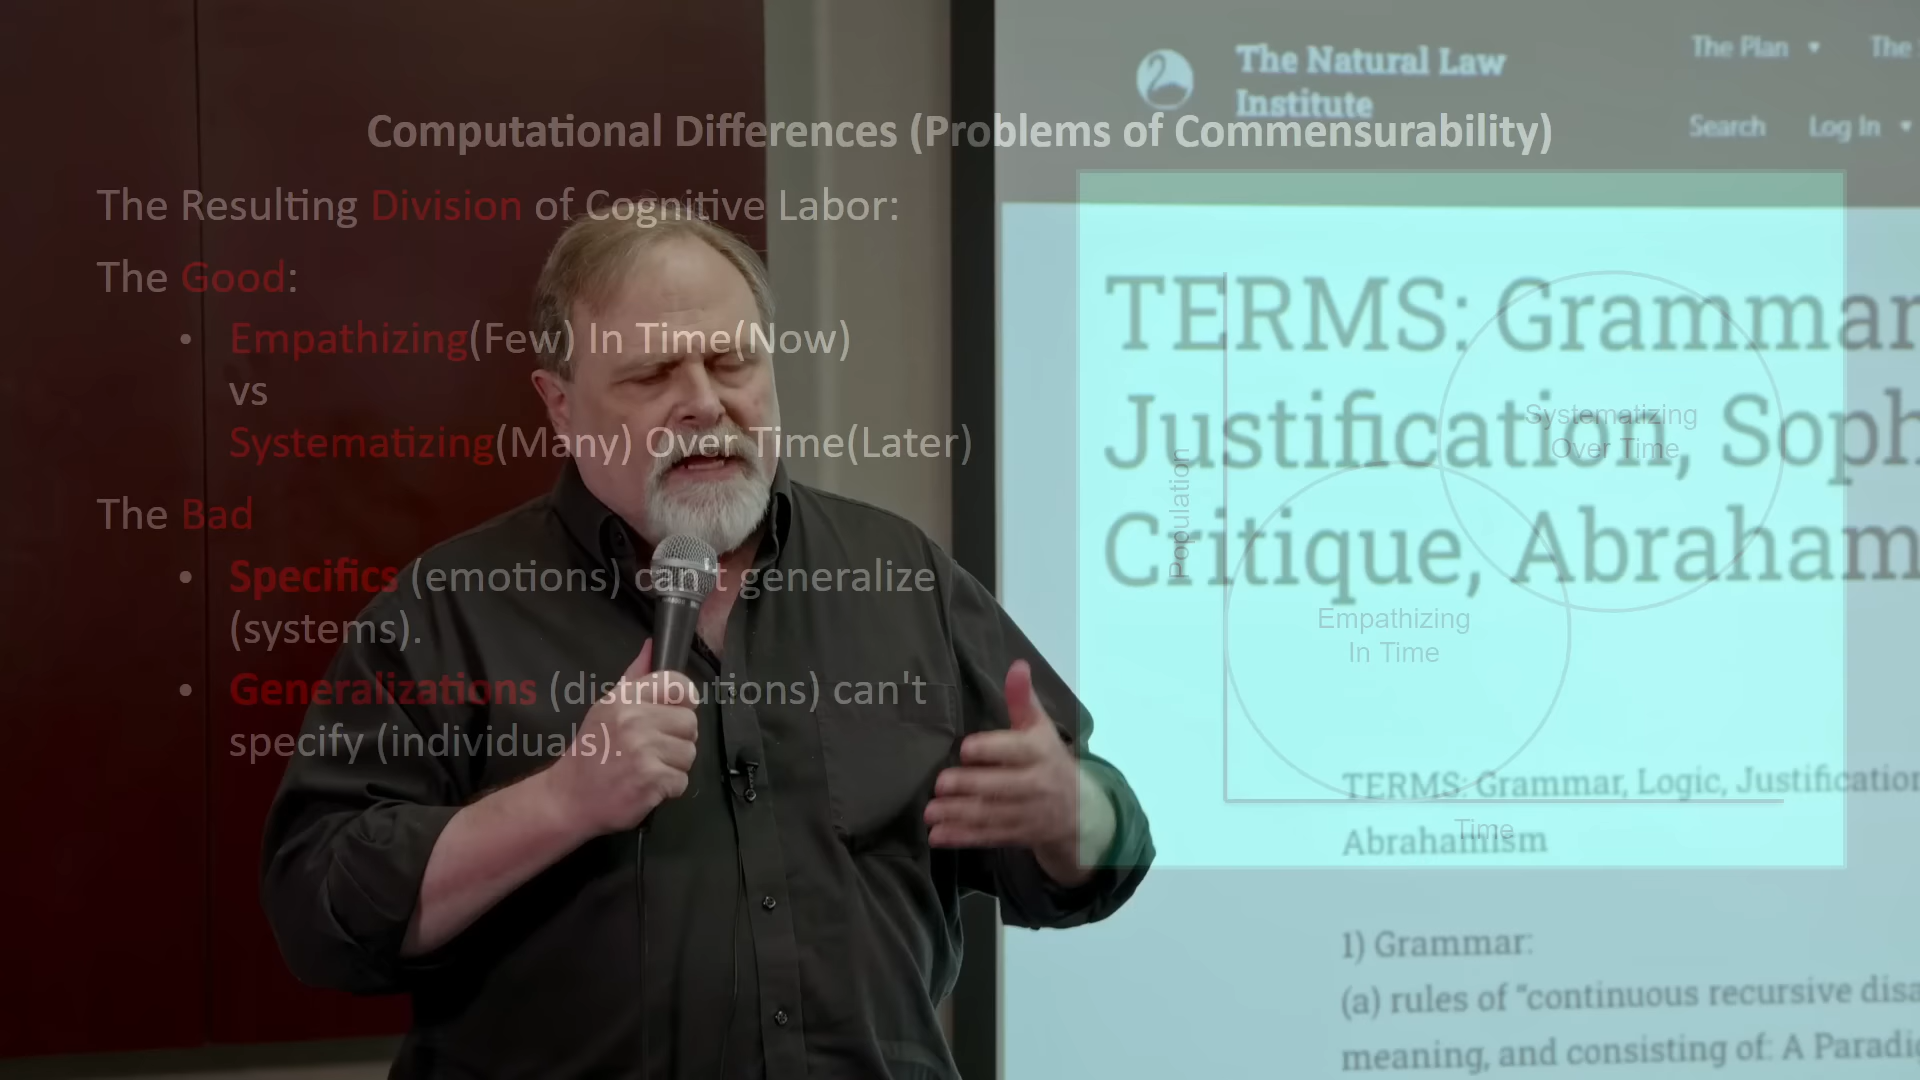 Computational Differences (Problems of Commensurability)
The Resulting Division of Cognitive Labor:
The Good:
• Empathizing(Few) In Time(Now)
vs
Systematizing(Many) Over Time(Later)
The Bad
• Specifics (emotions) can't generalize
(systems).
• Generalizations (distributions) can't
specify (individuals).
The Natural Law
Institute
The Plan ▾ The
Search Log In ▾
TERMS: Grammar
Justification, Soph
Critique, Abraham
Population
Systematizing
Over Time
Empathizing
In Time
Time
TERMS: Grammar, Logic, Justification
Abrahamism
1) Grammar:
(a) rules of “continuous recursive disa
meaning, and consisting of: A Paradig